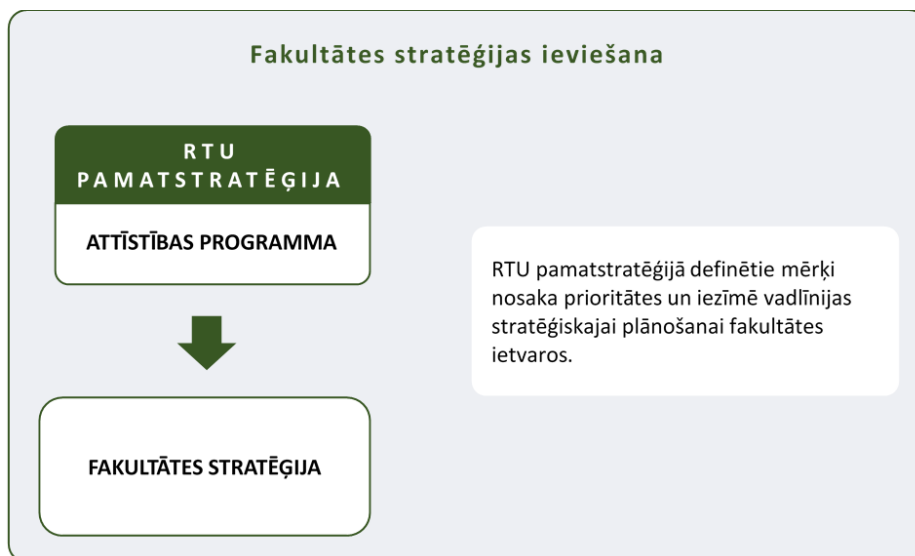 Fakultātes stratēģijas ieviešana
RTU
PAMATSTRATĒĢIJA
ATTĪSTĪBAS PROGRAMMA
RTU pamatstratēģijā definētie mērķi
nosaka prioritātes un iezīmē vadlīnijas
stratēģiskajai plānošanai fakultātes
ietvaros.
FAKULTĀTES STRATĒĢIJA